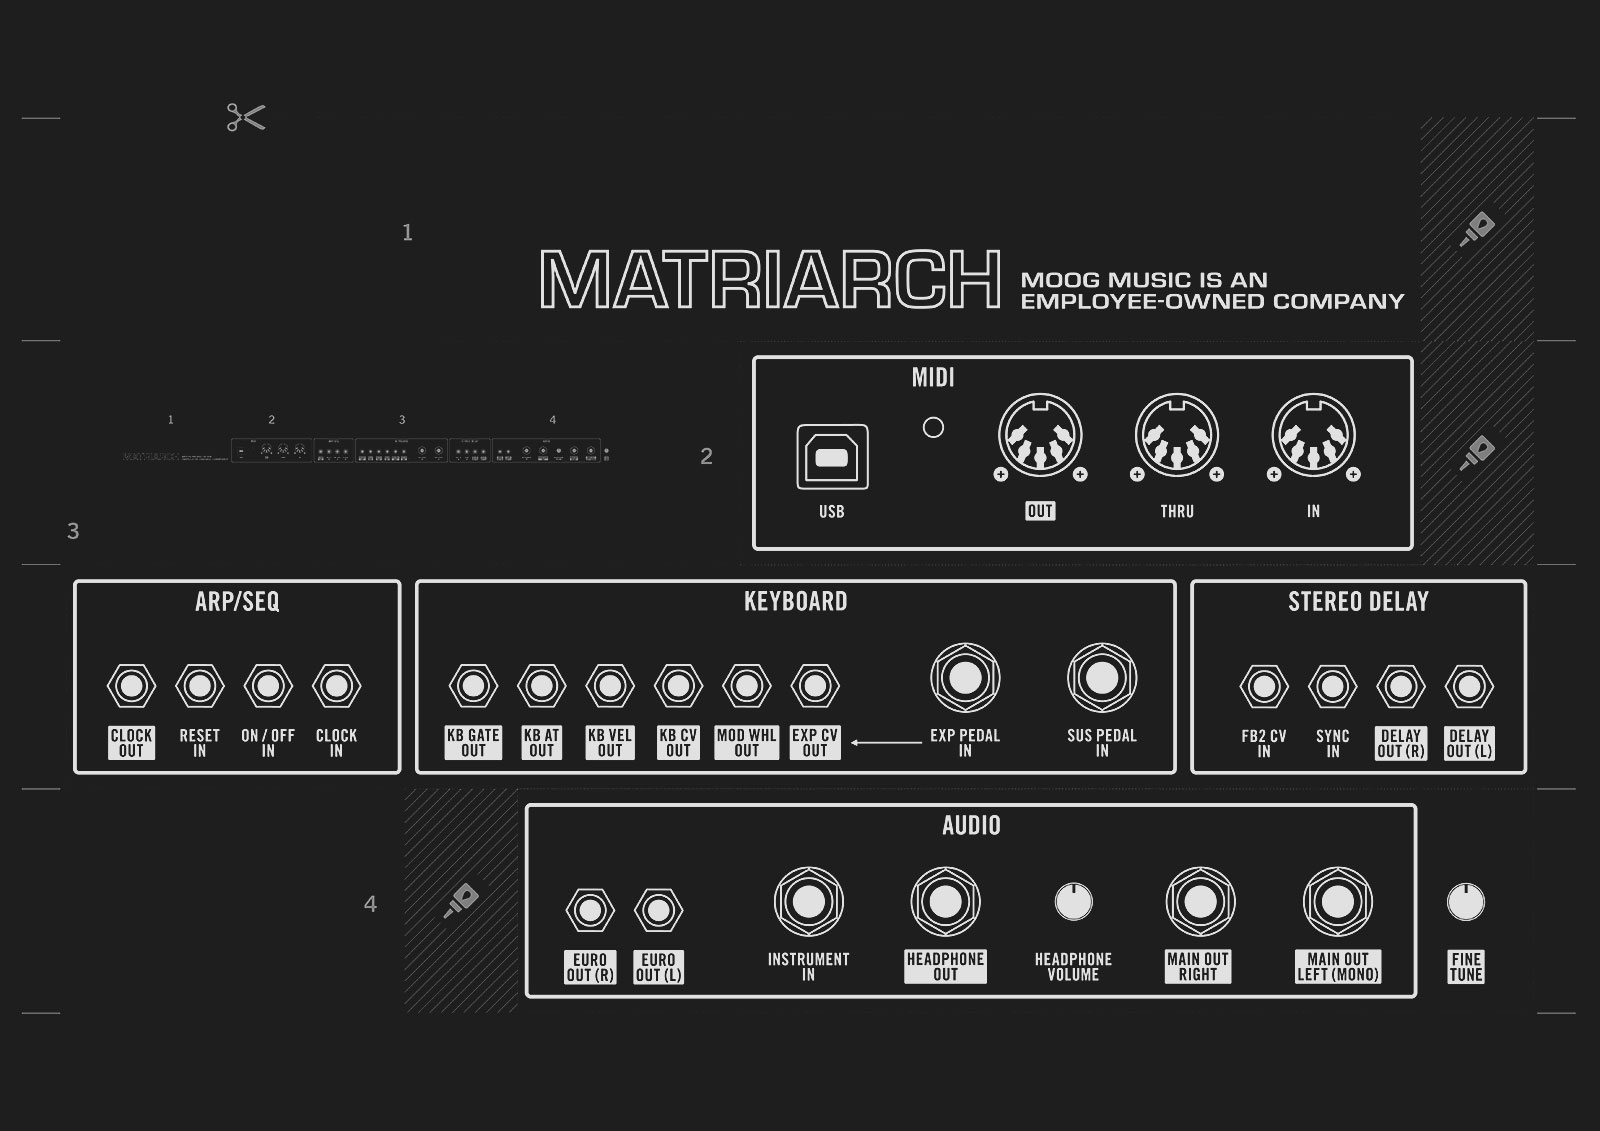 1
MATRIARCH
MOOG MUSIC IS AN
EMPLOYEE-OWNED COMPANY
1 2 3 4
2
MIDI
USB
OUT
THRU
IN
3
ARP/SEQ
CLOCK
OUT
RESET
IN
ON / OFF
IN
CLOCK
IN
KEYBOARD
KB GATE
OUT
KB AT
OUT
KB VEL
OUT
KB CV
OUT
MOD WHL
OUT
EXP CV
OUT
EXP PEDAL
IN
SUS PEDAL
IN
STEREO DELAY
FB2 CV
IN
SYNC
IN
DELAY
OUT (R)
DELAY
OUT (L)
4
AUDIO
EURO
OUT (R)
EURO
OUT (L)
INSTRUMENT
IN
HEADPHONE
OUT
HEADPHONE
VOLUME
MAIN OUT
RIGHT
MAIN OUT
LEFT (MONO)
FINE
TUNE